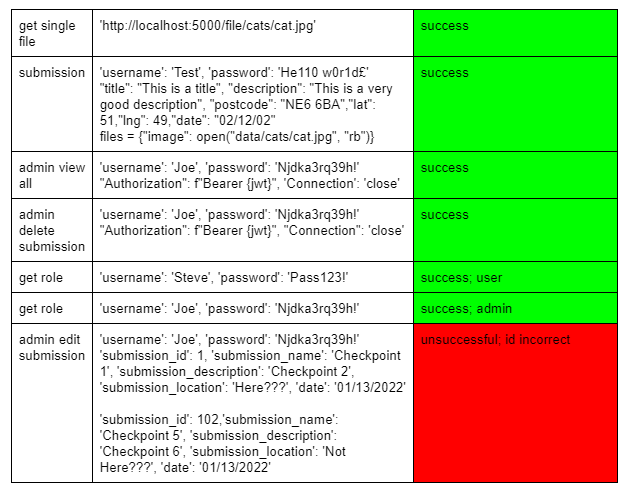 get single
file
'http://localhost:5000/file/cats/cat.jpg'
success
submission
'username': 'Test', 'password': 'He110 w0r1d£'
"title": "This is a title", "description": "This is a very
good description", "postcode": "NE6 6BA","lat":
51,"lng": 49,"date": "02/12/02"
files = {"image": open("data/cats/cat.jpg", "rb")}
success
admin view
all
'username': 'Joe', 'password': 'Njdka3rq39h!'
"Authorization": f"Bearer {jwt}", 'Connection': 'close'
success
admin
delete
submission
'username': 'Joe', 'password': 'Njdka3rq39h!'
"Authorization": f"Bearer {jwt}", "Connection": 'close'
success
get role
'username': 'Steve', 'password': 'Pass123!'
success; user
get role
'username': 'Joe', 'password': 'Njdka3rq39h!'
success; admin
admin edit
submission
'username': 'Joe', 'password': 'Njdka3rq39h!'
'submission_id': 1, 'submission_name': 'Checkpoint
1', 'submission_description': 'Checkpoint 2',
'submission_location': 'Here???', 'date': '01/13/2022'
'submission_id': 102,'submission_name':
'Checkpoint 5', 'submission_description':
'Checkpoint 6', 'submission_location': 'Not
Here???', 'date': '01/13/2022'
unsuccessful; id incorrect